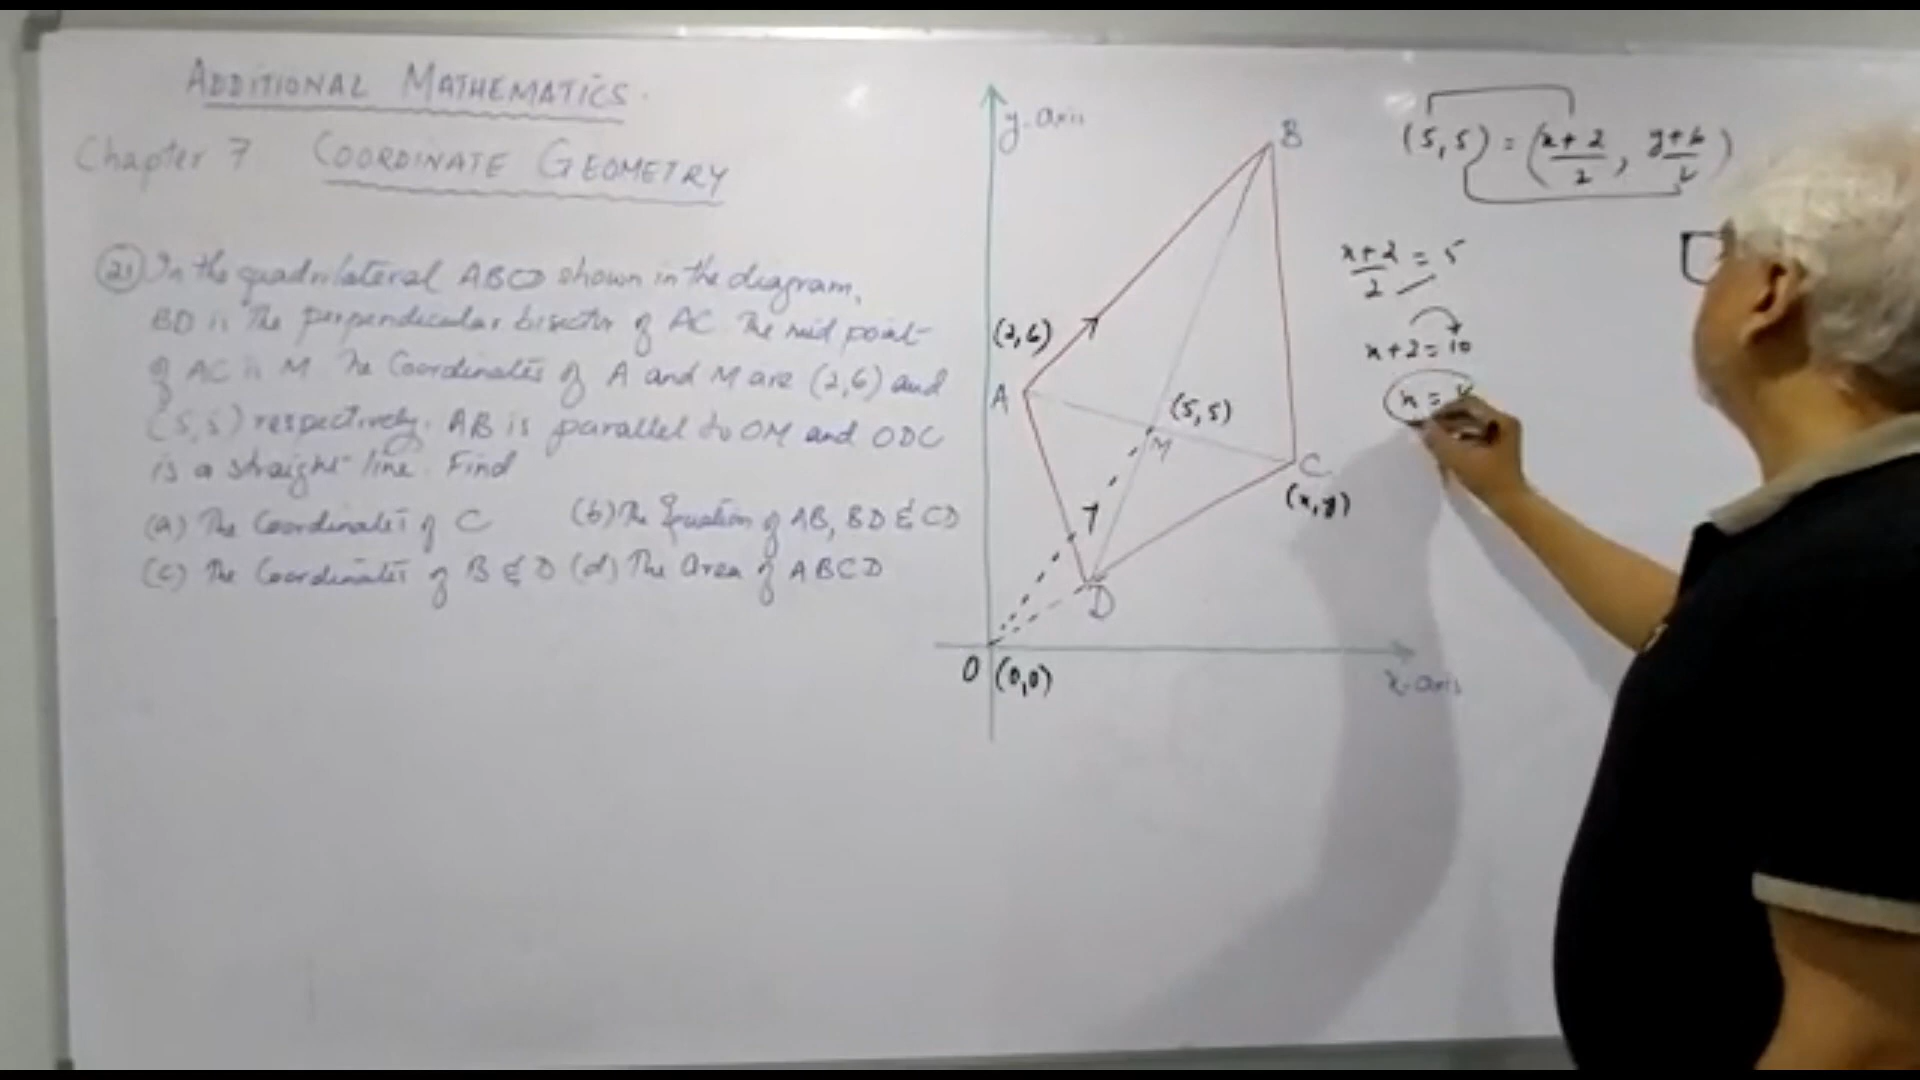 ADDITIONAL MATHEMATICS.
Chapter 7 COORDINATE GEOMETRY
21 In the quadrilateral ABCD shown in the diagram,
BD is the perpendicular bisector of AC. The mid point
of AC is M. The Coordinates of A and M are (2,6) and
(5,5) respectively. AB is parallel to OM and ODC
is a straight line. Find
(a) The Coordinates of C (b) The Equation of AB, BD & CD
(c) The Coordinates of B & D (d) The Area of ABCD
y-axis
B
(2,6)
A
(5,5)
M
C
(x,y)
D
O (0,0)
x-axis
(5,5) = (x+2/2, y+6/2)
x+2/2 = 5
x+2=10
x =